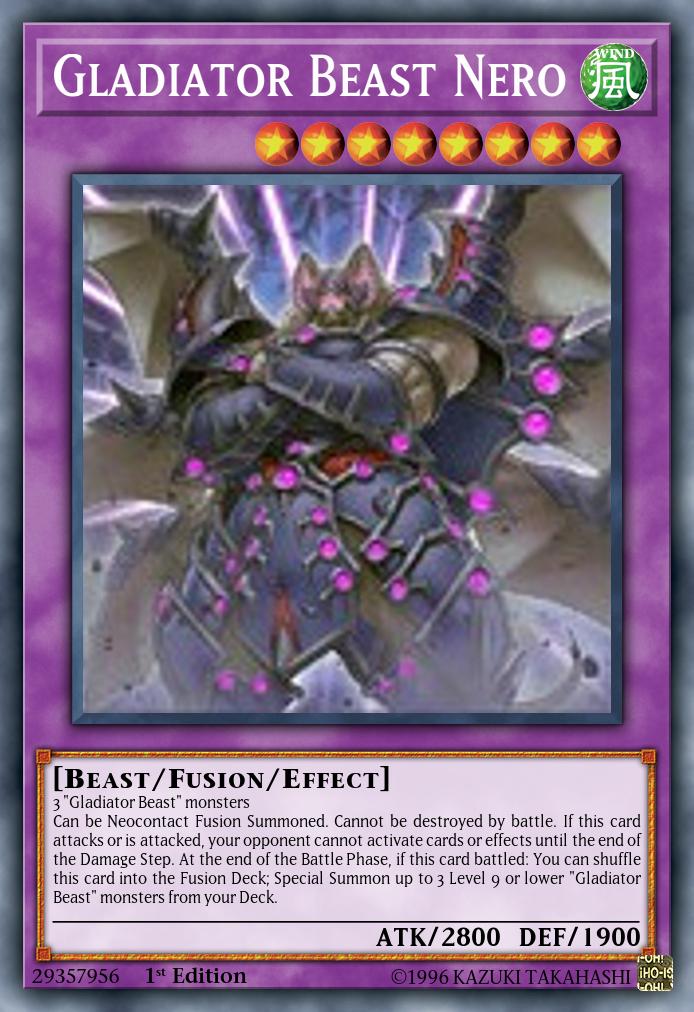 GLADIATOR BEAST NERO
WIND
風
[BEAST/FUSION/EFFECT]
3 "Gladiator Beast" monsters
Can be Neocontact Fusion Summoned. Cannot be destroyed by battle. If this card
attacks or is attacked, your opponent cannot activate cards or effects until the end of
the Damage Step. At the end of the Battle Phase, if this card battled: You can shuffle
this card into the Fusion Deck; Special Summon up to 3 Level 9 or lower "Gladiator
Beast" monsters from your Deck.
ATK/2800 DEF/1900
29357956 1st Edition ©1996 KAZUKI TAKAHASHI